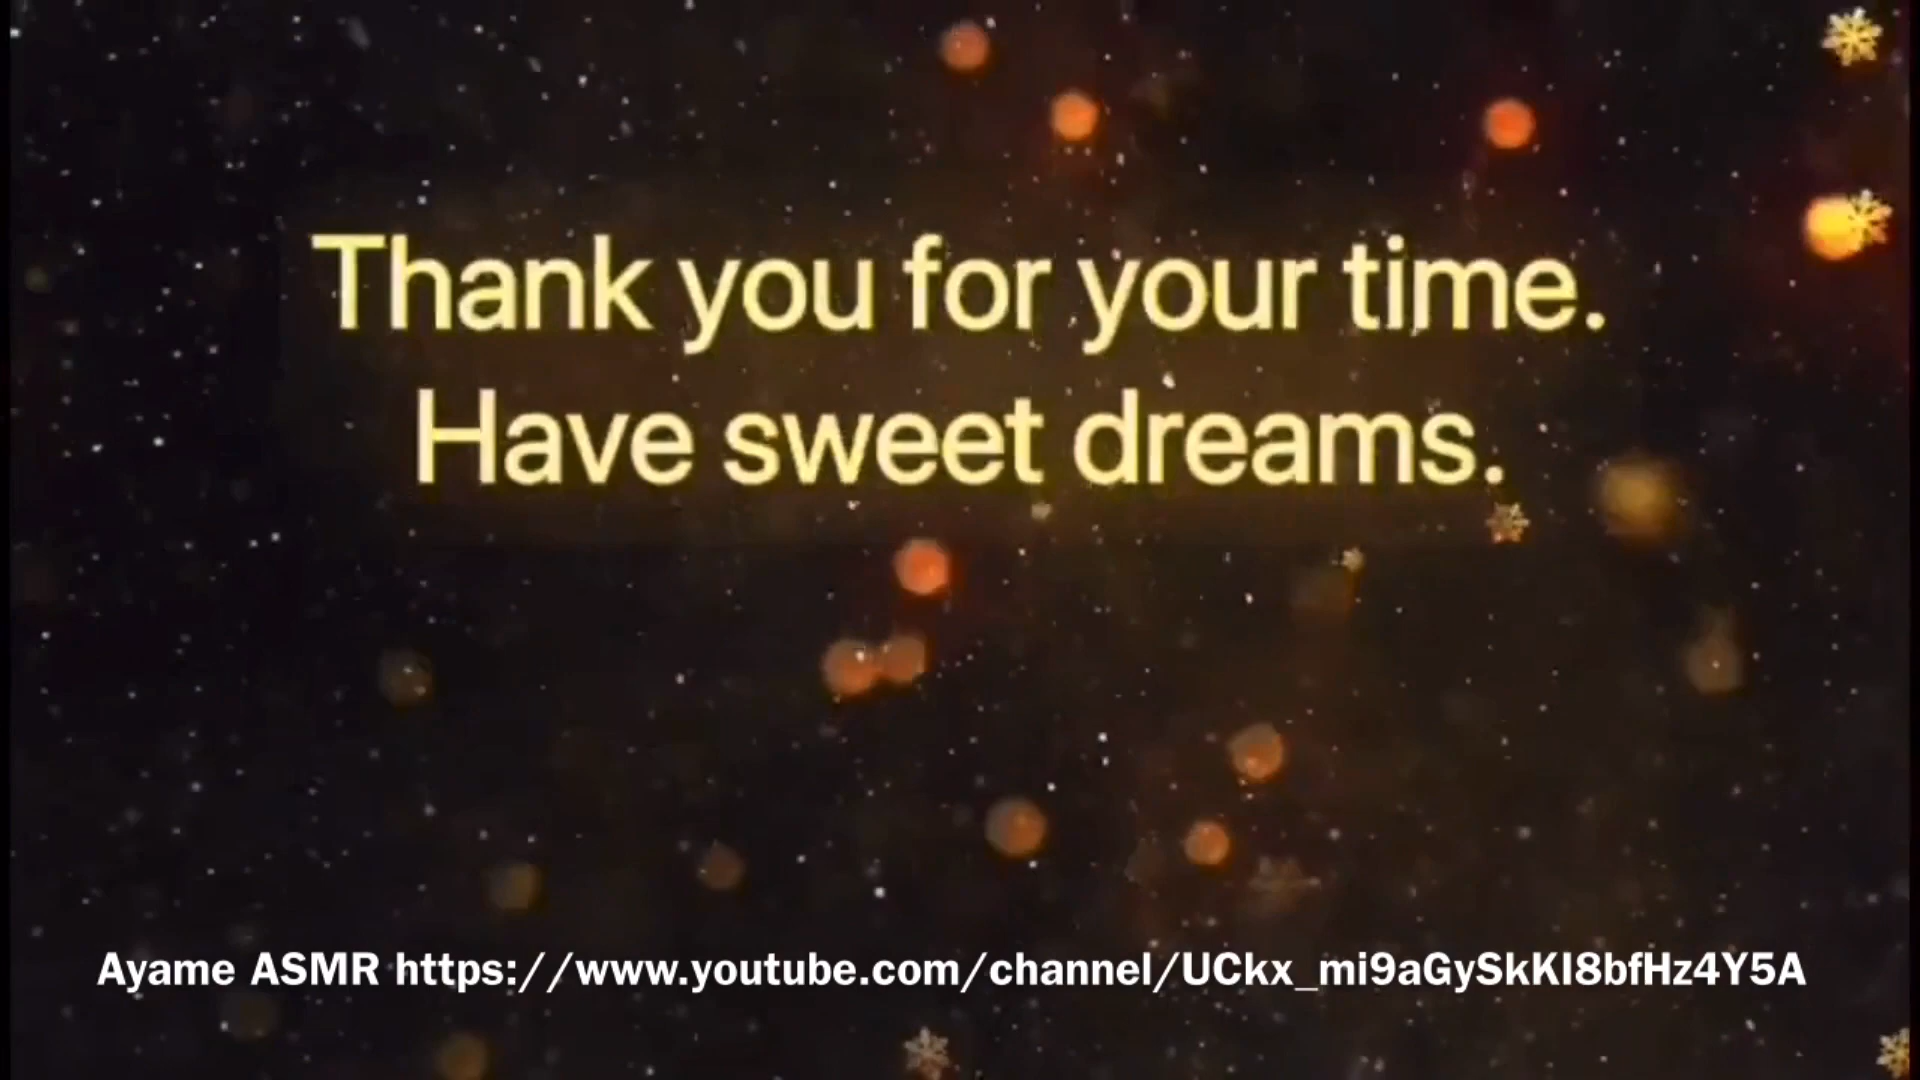 Thank you for your time.
Have sweet dreams.
Ayame ASMR https://www.youtube.com/channel/UCkx_mi9aGySkKI8bfHz4Y5A